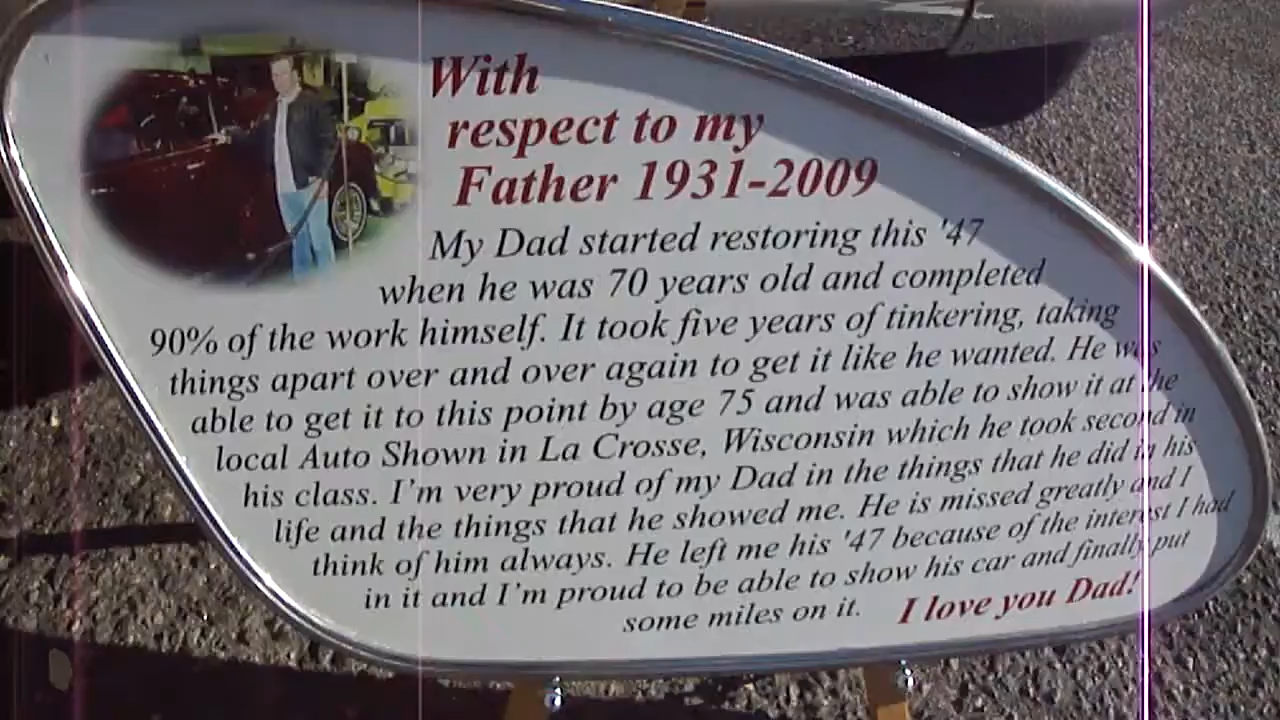 With
respect to my
Father 1931-2009
My Dad started restoring this '47
when he was 70 years old and completed
90% of the work himself. It took five years of tinkering, taking
things apart over and over again to get it like he wanted. He was
able to get it to this point by age 75 and was able to show it at the
local Auto Shown in La Crosse, Wisconsin which he took second in
his class. I'm very proud of my Dad in the things that he did in his
life and the things that he showed me. He is missed greatly and I
think of him always. He left me his '47 because of the interest I had
in it and I'm proud to be able to show his car and finally put
some miles on it. I love you Dad!